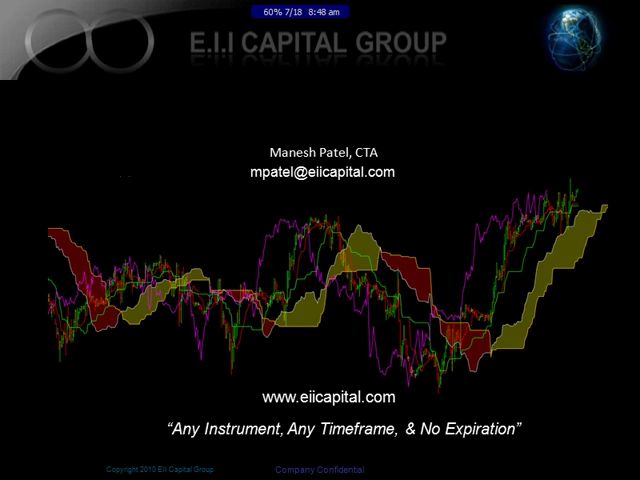 60% 7/18 8:48 am
E.I.I CAPITAL GROUP
Manesh Patel, CTA
mpatel@eiicapital.com
www.eiicapital.com
“Any Instrument, Any Timeframe, & No Expiration”
Copyright 2010 EII Capital Group
Company Confidential